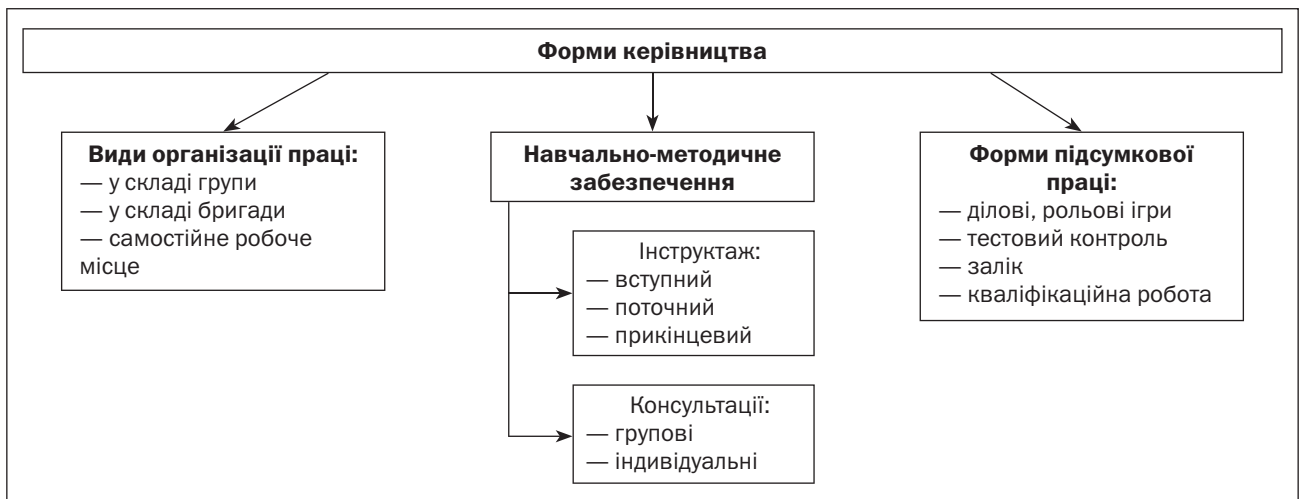 Форми керівництва
Види організації праці:
— у складі групи
— у складі бригади
— самостійне робоче
місце
Навчально-методичне
забезпечення
Інструктаж:
— вступний
— поточний
— прикінцевий
Консультації:
— групові
— індивідуальні
Форми підсумкової
праці:
— ділові, рольові ігри
— тестовий контроль
— залік
— кваліфікаційна робота